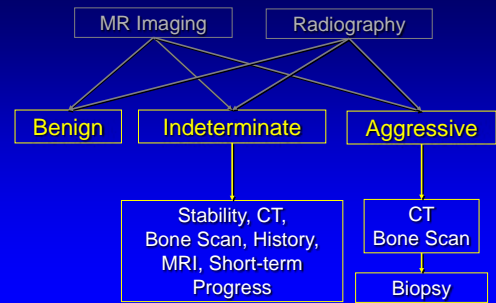 MR Imaging
Radiography
Benign
Indeterminate
Aggressive
Stability, CT,
Bone Scan, History,
MRI, Short-term
Progress
CT
Bone Scan
Biopsy